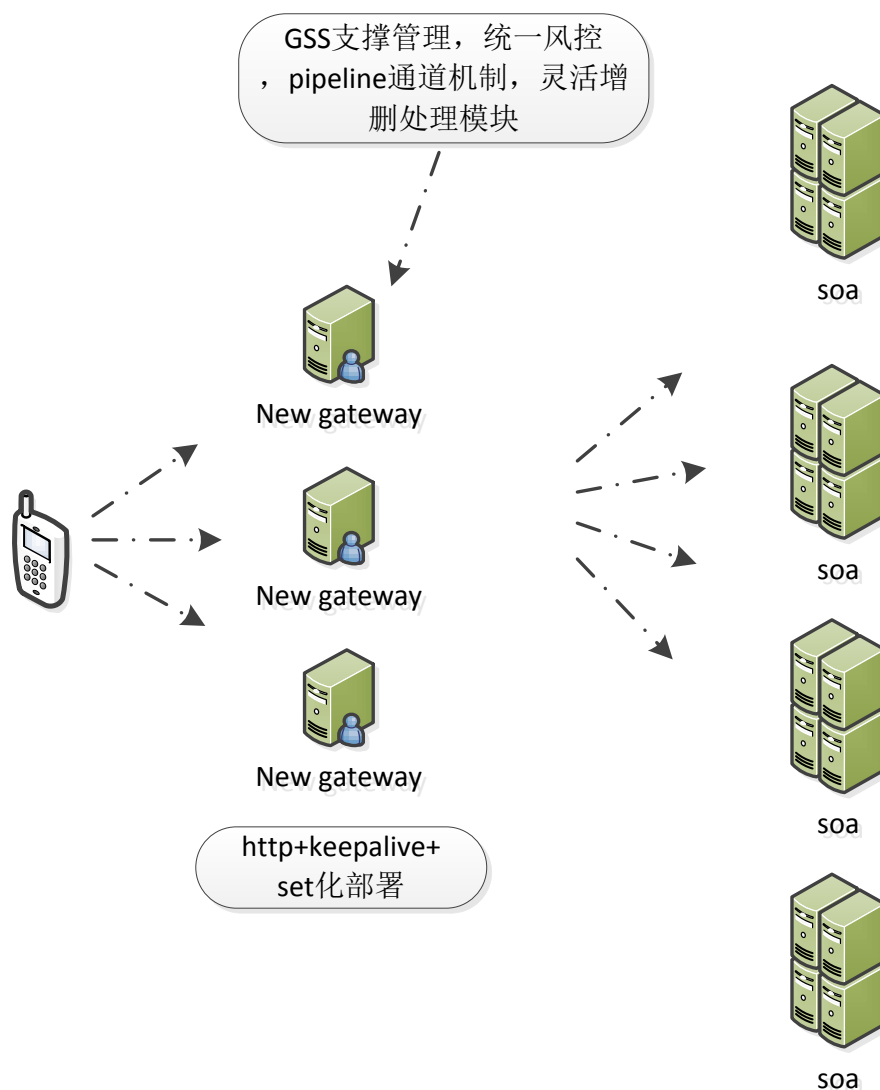 GSS支撑管理，统一风控
，pipeline通道机制，灵活增
删处理模块
soa
New gateway
soa
New gateway
New gateway
soa
http+keepalive+
set化部署
soa